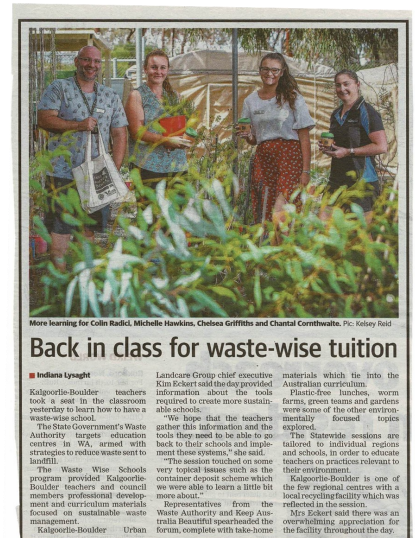 More learning for Colin Radici, Michelle Hawkins, Chelsea Griffiths and Chantal Cornthwaite. Pic: Kelsey Reid
Back in class for waste-wise tuition
Indiana Lysaght
Kalgoorlie-Boulder teachers
took a seat in the classroom
yesterday to learn how to have a
waste-wise school.
The State Government's Waste
Authority targets education
centres in WA, armed with
strategies to reduce waste sent to
landfill.
The Waste Wise Schools
program provided Kalgoorlie-
Boulder teachers and council
members professional develop-
ment and curriculum materials
focused on sustainable waste
management.
Kalgoorlie-Boulder Urban
Landcare Group chief executive
Kim Eckert said the day provided
information about the tools
required to create more sustain-
able schools.
"We hope that the teachers
gather this information and the
tools they need to be able to go
back to their schools and imple-
ment these systems," she said.
"The session touched on some
very topical issues such as the
container deposit scheme which
we were able to learn a little bit
more about."
Representatives from the
Waste Authority and Keep Aus-
tralia Beautiful spearheaded the
forum, complete with take-home
materials which tie into the
Australian curriculum.
Plastic-free lunches, worm
farms, green teams and gardens
were some of the other environ-
mentally focused topics
explored.
The Statewide sessions are
tailored to individual regions
and schools, in order to educate
teachers on practices relevant to
their environment.
Kalgoorlie-Boulder is one of
the few regional centres with a
local recycling facility which was
reflected in the session.
Mrs Eckert said there was an
overwhelming appreciation for
the facility throughout the day.